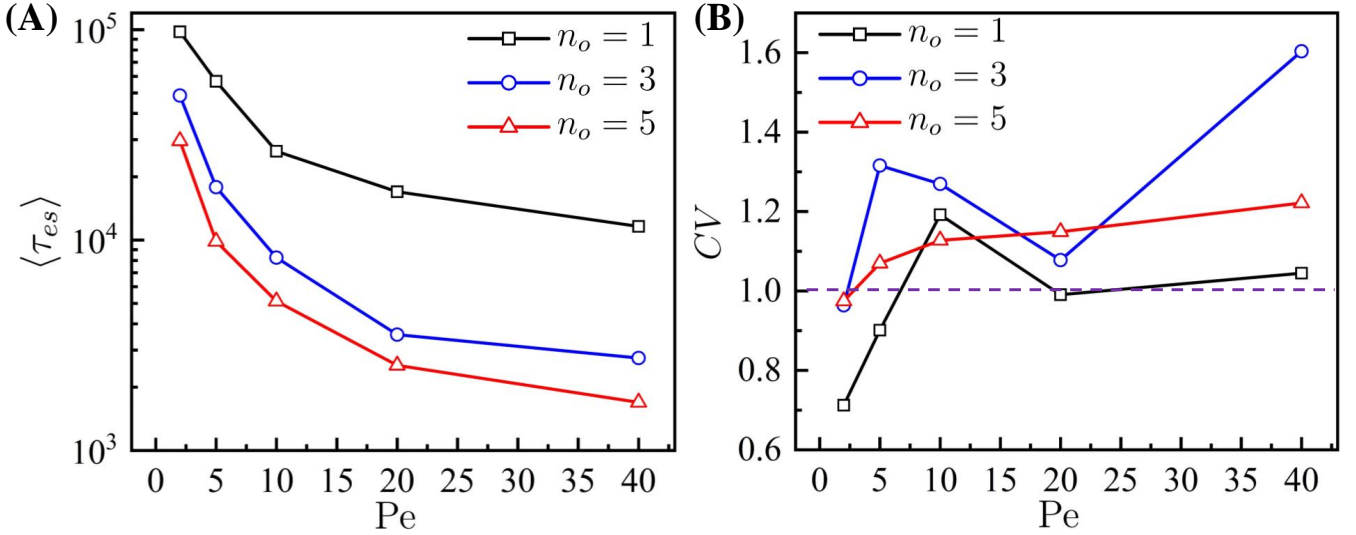 (A)
10^5
10^4
10^3
⟨τ_es⟩
n_o = 1
n_o = 3
n_o = 5
0 5 10 15 20 25 30 35 40
Pe
(B)
1.6
1.4
1.2
1.0
0.8
0.6
CV
n_o = 1
n_o = 3
n_o = 5
0 5 10 15 20 25 30 35 40
Pe